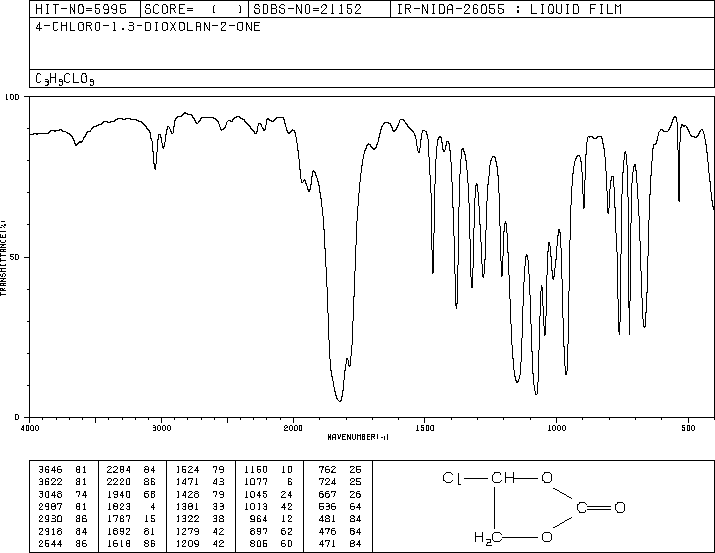 HIT-NO=5995 SCORE= ( ) SDBS-NO=21152 IR-NIDA-26055 : LIQUID FILM
4-CHLORO-1,3-DIOXOLAN-2-ONE
C3H3CLO3
100
50
0
TRANSMITTANCE(%)
4000 3000 2000 1500 1000 500
WAVENUMBER(-1)
3646 81 2284 84 1524 79 1160 10 762 25
3622 81 2220 86 1471 43 1077 6 724 25
3048 74 1940 68 1428 79 1045 24 667 26
2987 81 1823 4 1381 33 1013 42 536 64
2930 86 1787 15 1322 38 964 12 481 84
2916 84 1692 81 1279 42 897 62 476 84
2544 86 1618 86 1209 42 806 60 471 84
Cl CH O
C O
H2C O